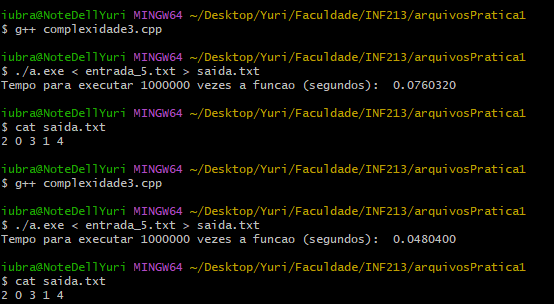 iubra@NoteDellYuri MINGW64 ~/Desktop/Yuri/Faculdade/INF213/arquivosPratica1
$ g++ complexidade3.cpp
iubra@NoteDellYuri MINGW64 ~/Desktop/Yuri/Faculdade/INF213/arquivosPratica1
$ ./a.exe < entrada_5.txt > saida.txt
Tempo para executar 1000000 vezes a funcao (segundos):  0.0760320
iubra@NoteDellYuri MINGW64 ~/Desktop/Yuri/Faculdade/INF213/arquivosPratica1
$ cat saida.txt
2 0 3 1 4
iubra@NoteDellYuri MINGW64 ~/Desktop/Yuri/Faculdade/INF213/arquivosPratica1
$ g++ complexidade3.cpp
iubra@NoteDellYuri MINGW64 ~/Desktop/Yuri/Faculdade/INF213/arquivosPratica1
$ ./a.exe < entrada_5.txt > saida.txt
Tempo para executar 1000000 vezes a funcao (segundos):  0.0480400
iubra@NoteDellYuri MINGW64 ~/Desktop/Yuri/Faculdade/INF213/arquivosPratica1
$ cat saida.txt
2 0 3 1 4